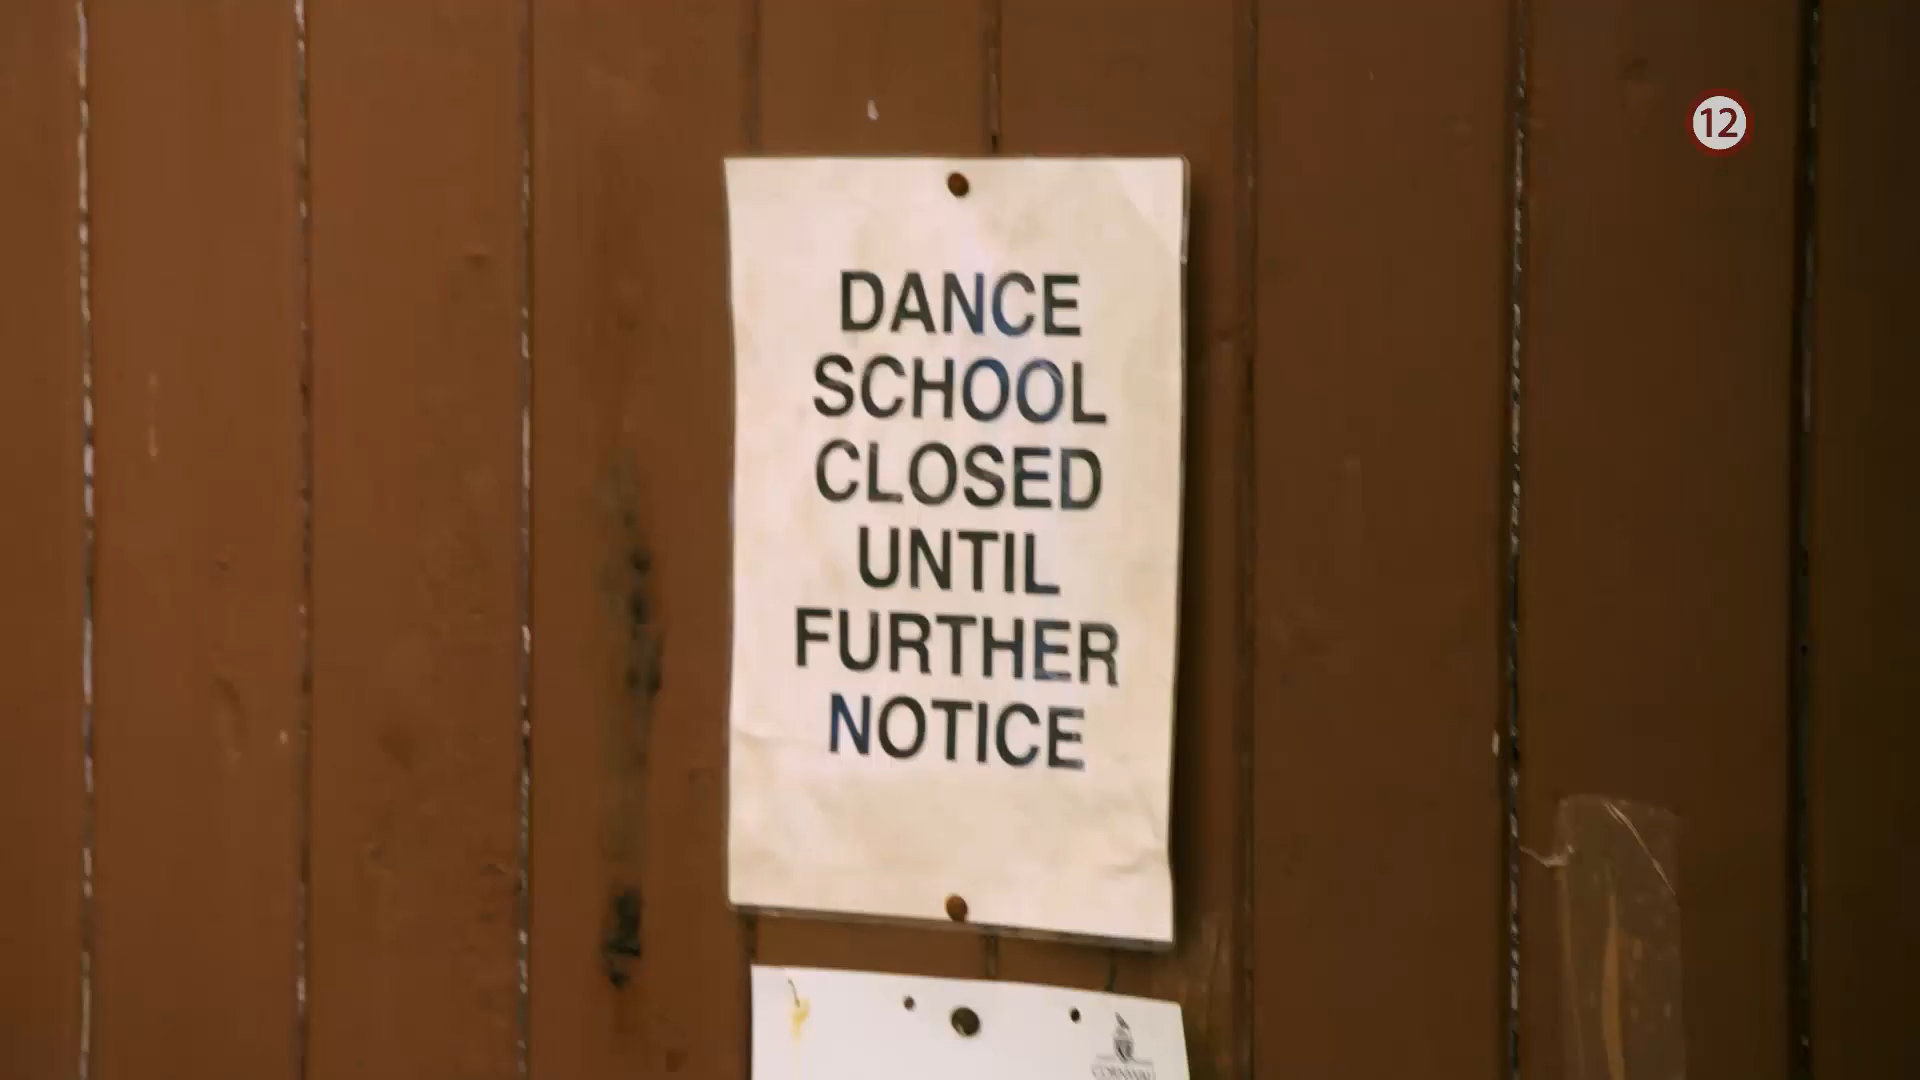 12
DANCE
SCHOOL
CLOSED
UNTIL
FURTHER
NOTICE